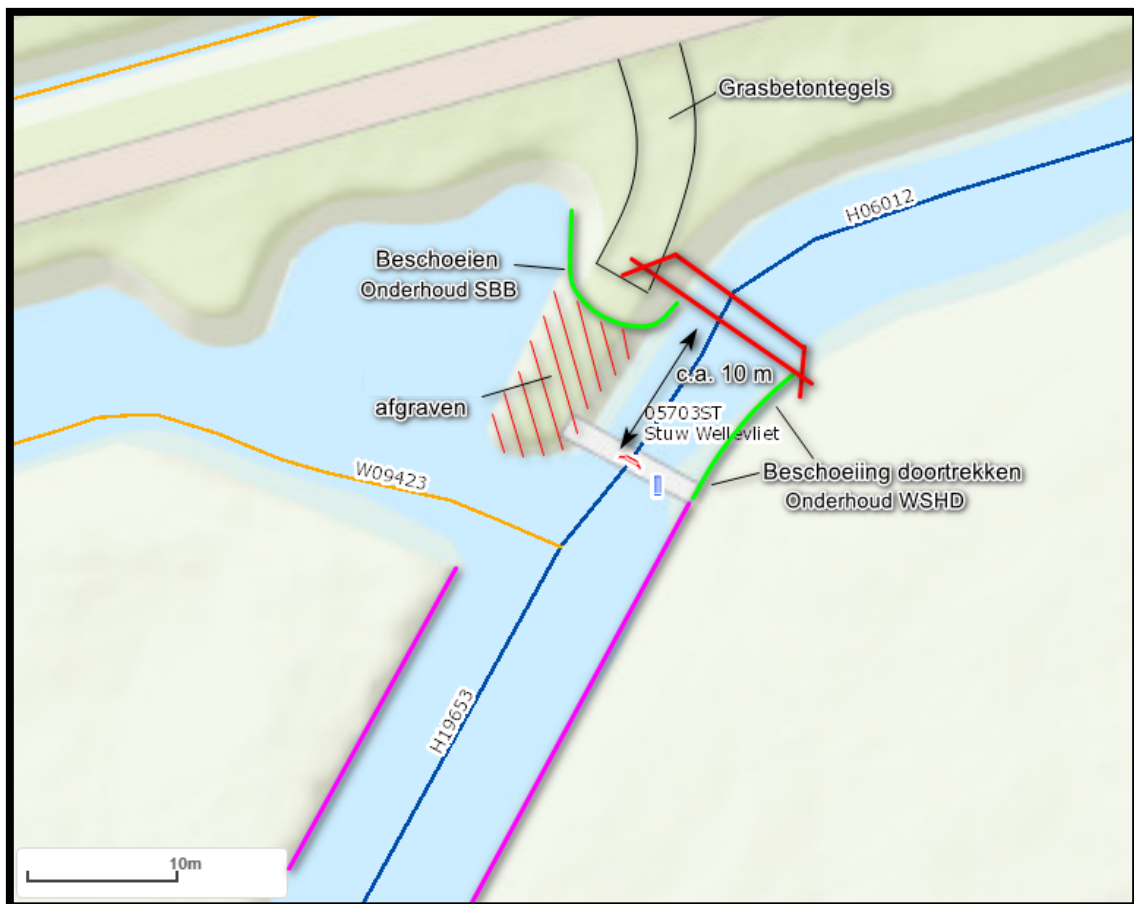 Grasbetontegels
H06012
Beschoeien
Onderhoud SBB
c.a. 10 m
afgraven
05703ST
Stuw Wellevliet
W09423
Beschoeiing doortrekken
Onderhoud WSHD
H19653
10m